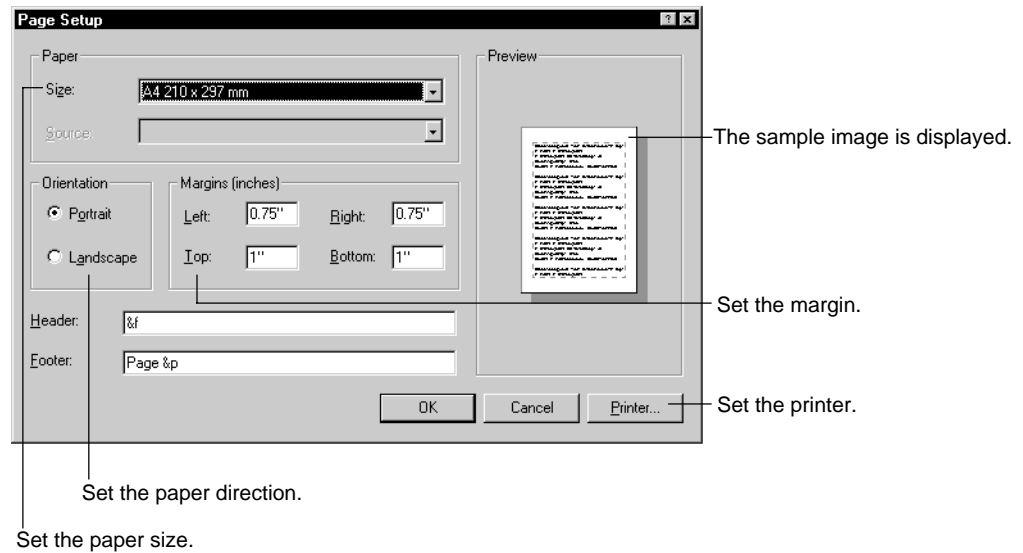 Page Setup
Paper
Size:
A4 210 x 297 mm
Source:
Orientation
Portrait
Landscape
Margins (inches)
Left:
0.75"
Right:
0.75"
Top:
1"
Bottom:
1"
Header:
&f
Footer:
Page &p
Preview
OK
Cancel
Printer...
The sample image is displayed.
Set the margin.
Set the printer.
Set the paper direction.
Set the paper size.